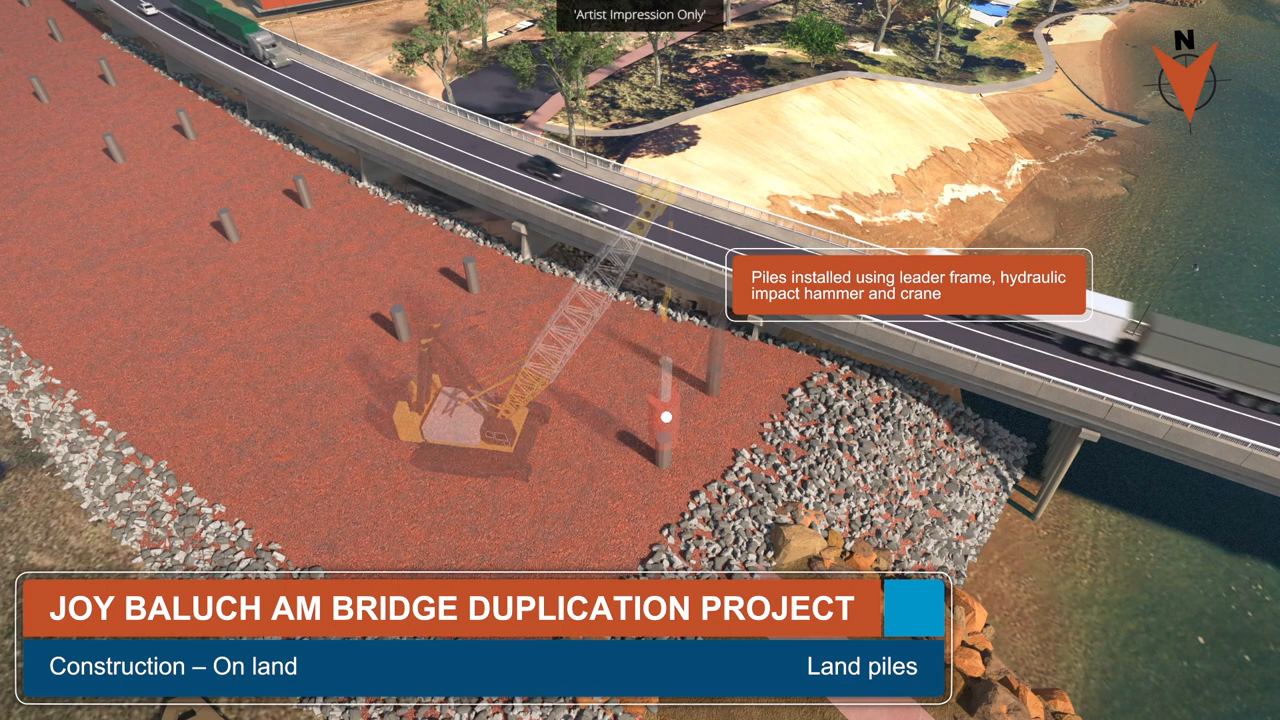 'Artist Impression Only'
N
Piles installed using leader frame, hydraulic
impact hammer and crane
JOY BALUCH AM BRIDGE DUPLICATION PROJECT
Construction – On land
Land piles